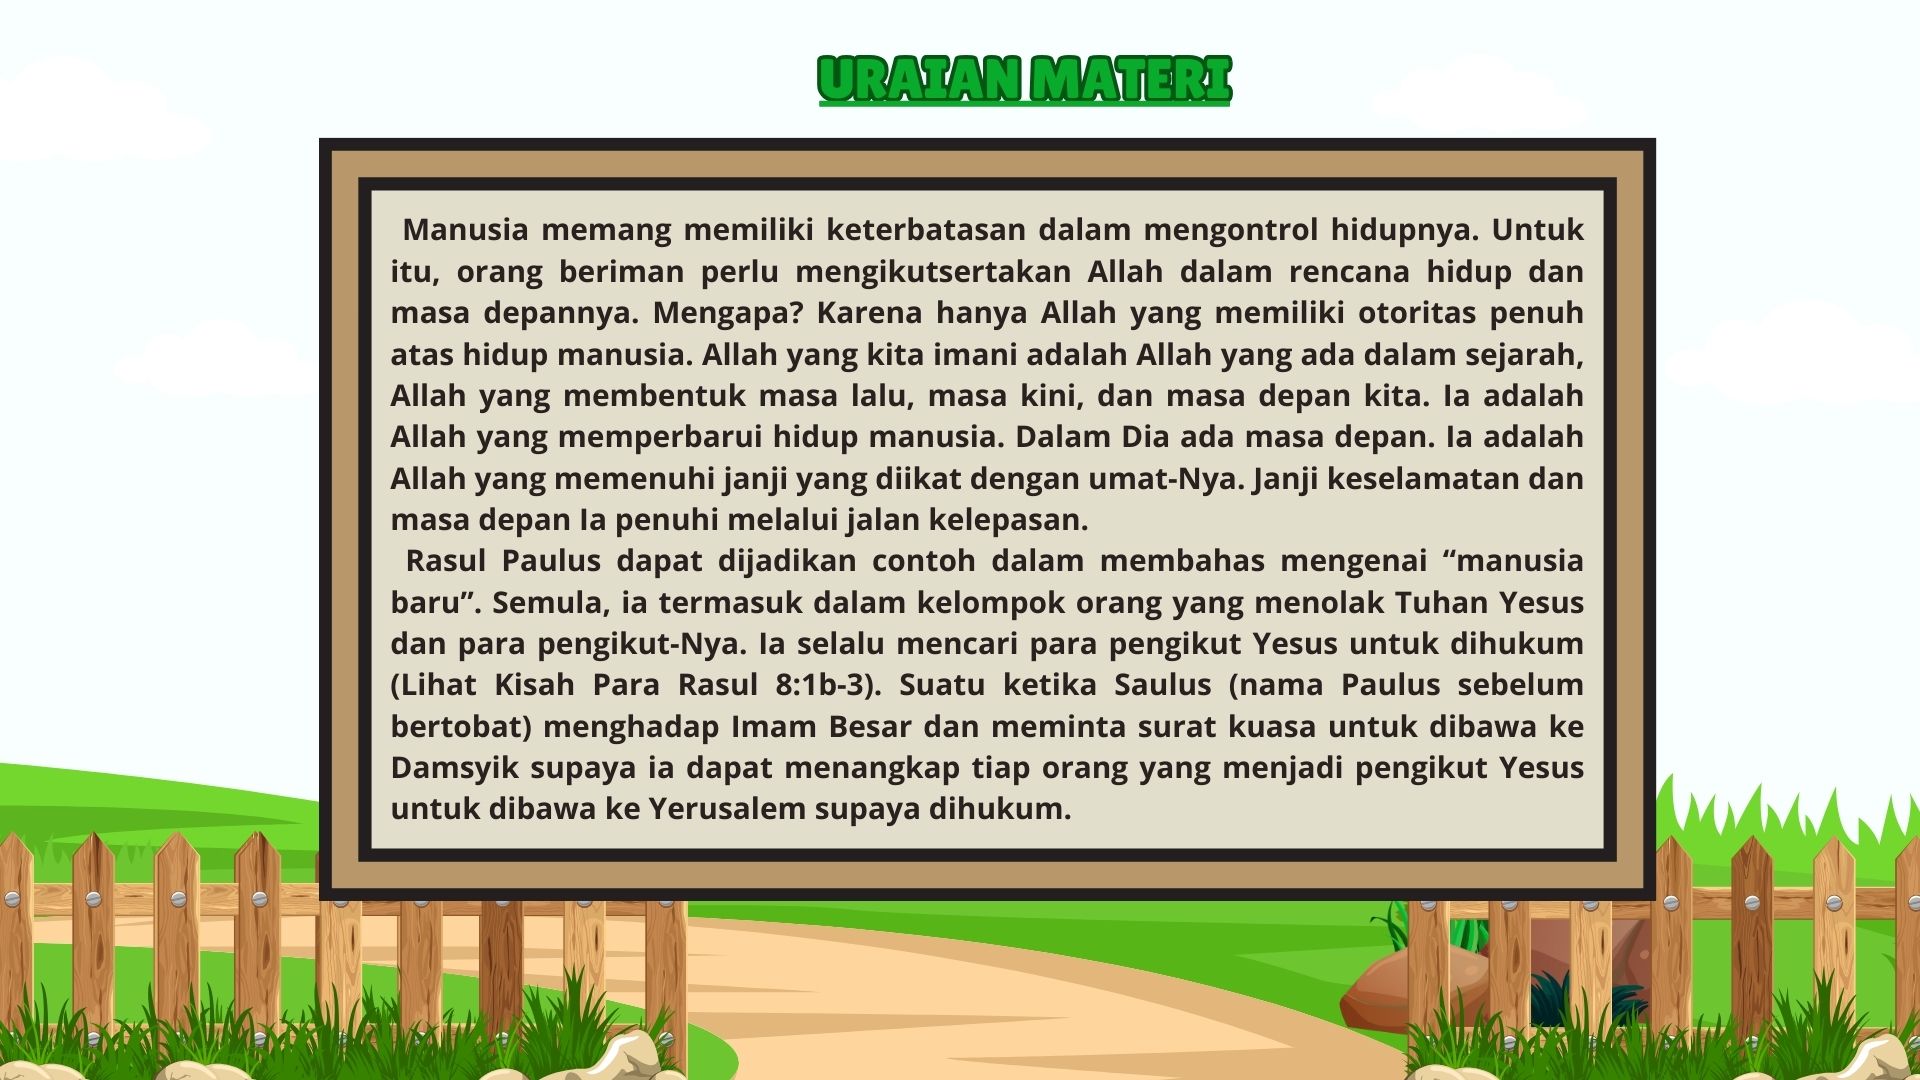 URAIAN MATERI
Manusia memang memiliki keterbatasan dalam mengontrol hidupnya. Untuk
itu, orang beriman perlu mengikutsertakan Allah dalam rencana hidup dan
masa depannya. Mengapa? Karena hanya Allah yang memiliki otoritas penuh
atas hidup manusia. Allah yang kita imani adalah Allah yang ada dalam sejarah,
Allah yang membentuk masa lalu, masa kini, dan masa depan kita. Ia adalah
Allah yang memperbarui hidup manusia. Dalam Dia ada masa depan. Ia adalah
Allah yang memenuhi janji yang diikat dengan umat-Nya. Janji keselamatan dan
masa depan Ia penuhi melalui jalan kelepasan.
Rasul Paulus dapat dijadikan contoh dalam membahas mengenai “manusia
baru”. Semula, ia termasuk dalam kelompok orang yang menolak Tuhan Yesus
dan para pengikut-Nya. Ia selalu mencari para pengikut Yesus untuk dihukum
(Lihat Kisah Para Rasul 8:1b-3). Suatu ketika Saulus (nama Paulus sebelum
bertobat) menghadap Imam Besar dan meminta surat kuasa untuk dibawa ke
Damsyik supaya ia dapat menangkap tiap orang yang menjadi pengikut Yesus
untuk dibawa ke Yerusalem supaya dihukum.